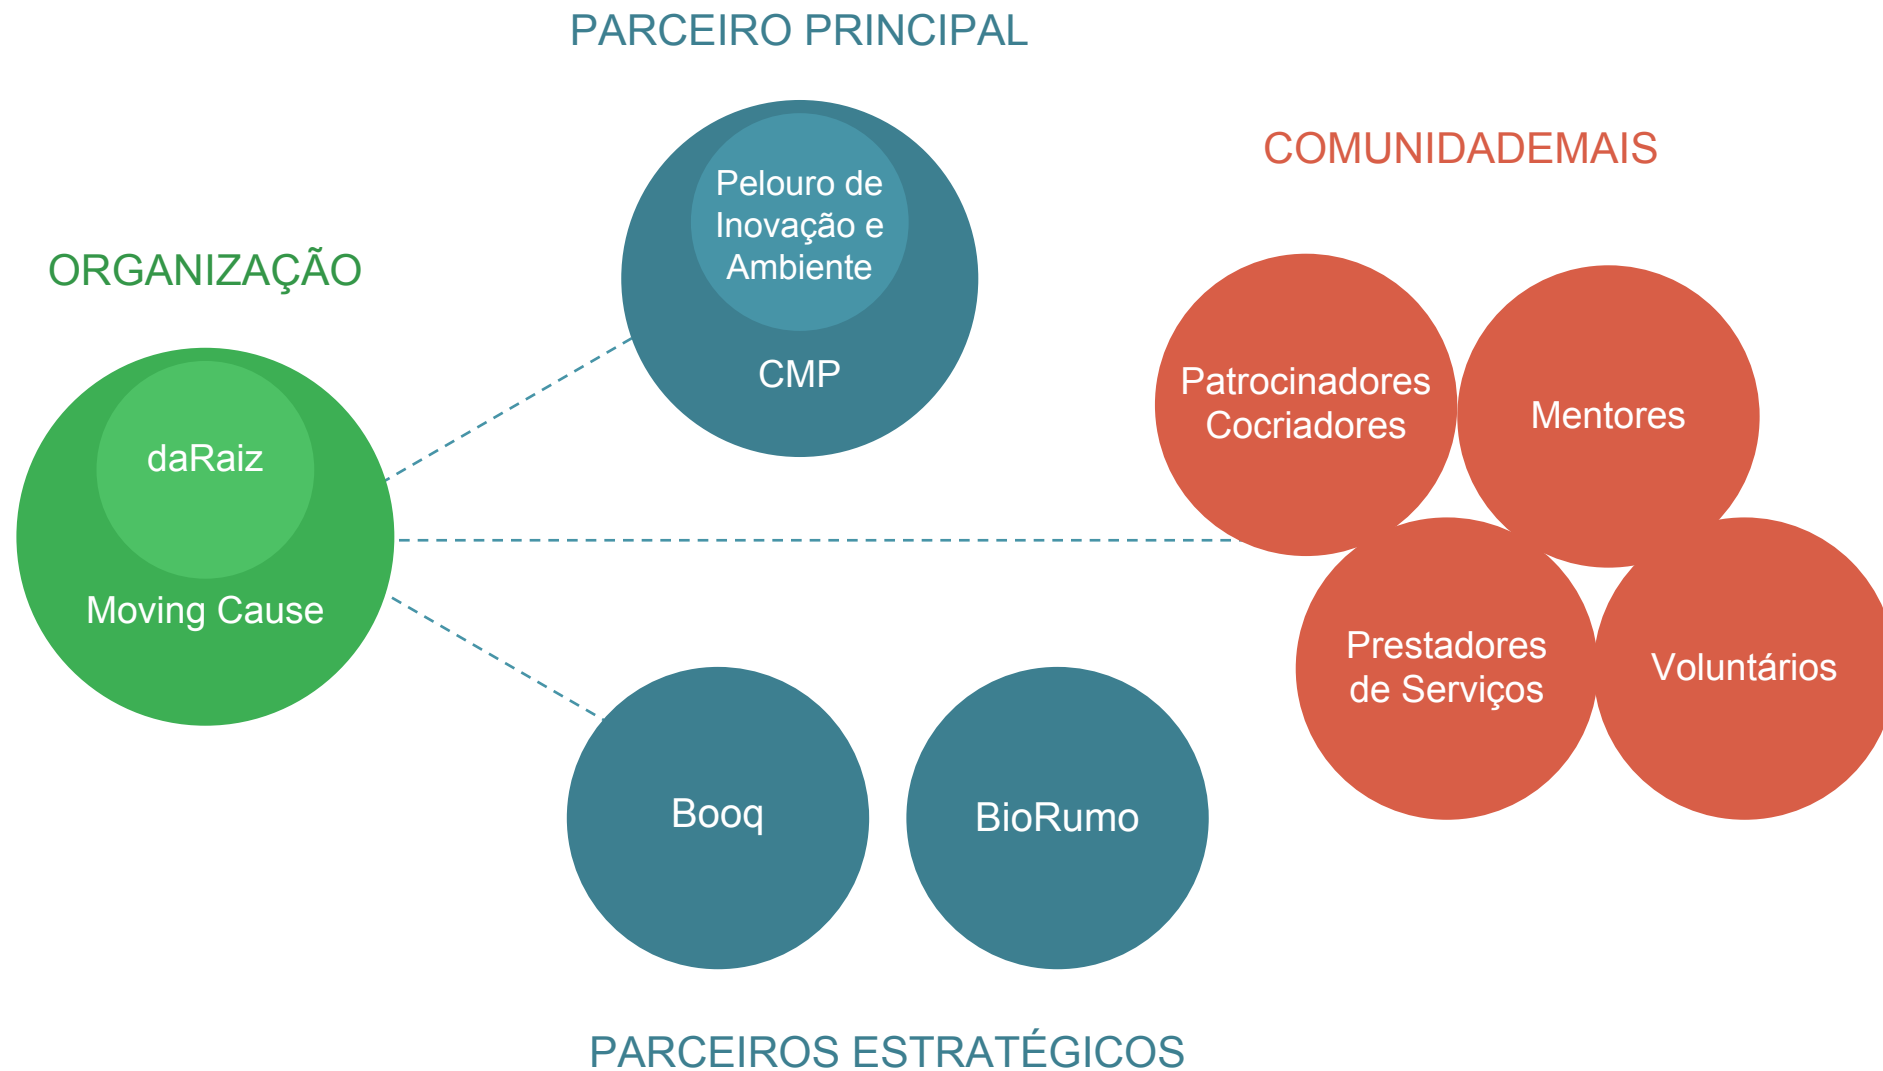 PARCEIRO PRINCIPAL
Pelouro de
Inovação e
Ambiente
CMP
COMUNIDADEMAIS
Patrocinadores
Cocriadores
Mentores
Prestadores
de Serviços
Voluntários
ORGANIZAÇÃO
daRaiz
Moving Cause
Booq
BioRumo
PARCEIROS ESTRATÉGICOS